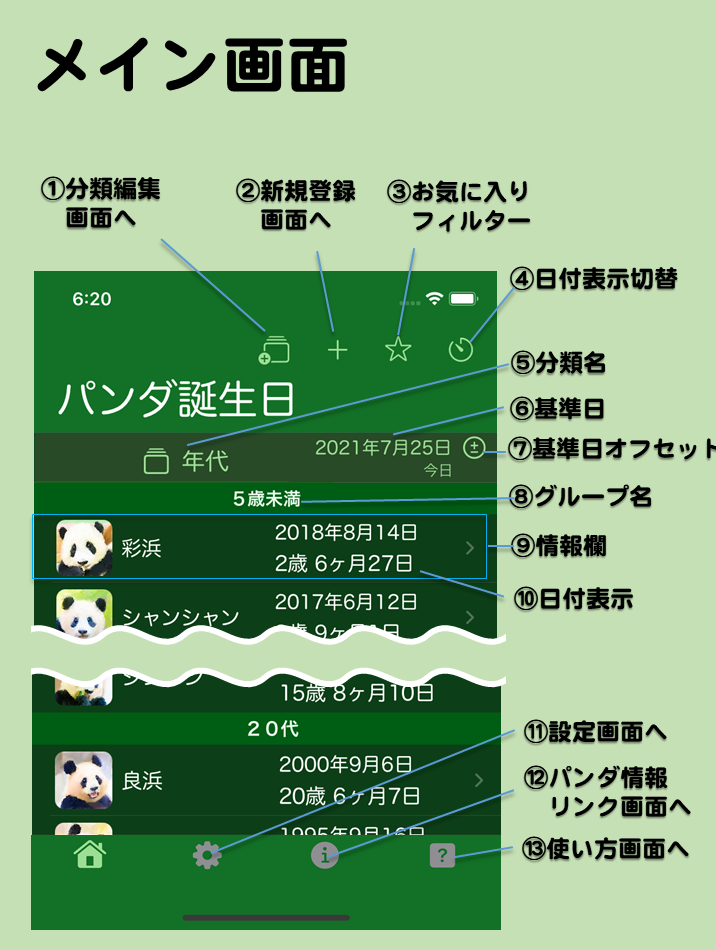 メイン画面
①分類編集
画面へ
②新規登録
画面へ
③お気に入り
フィルター
④日付表示切替
6:20
パンダ誕生日
⑤分類名
⑥基準日
年代
2021年7月25日
今日
⑦基準日オフセット
5歳未満
⑧グループ名
彩浜
2018年8月14日
2歳 6ヶ月27日
⑨情報欄
⑩日付表示
シャンシャン
2017年6月12日
15歳 8ヶ月10日
20代
⑪設定画面へ
良浜
2000年9月6日
20歳 6ヶ月7日
⑫パンダ情報
リンク画面へ
⑬使い方画面へ